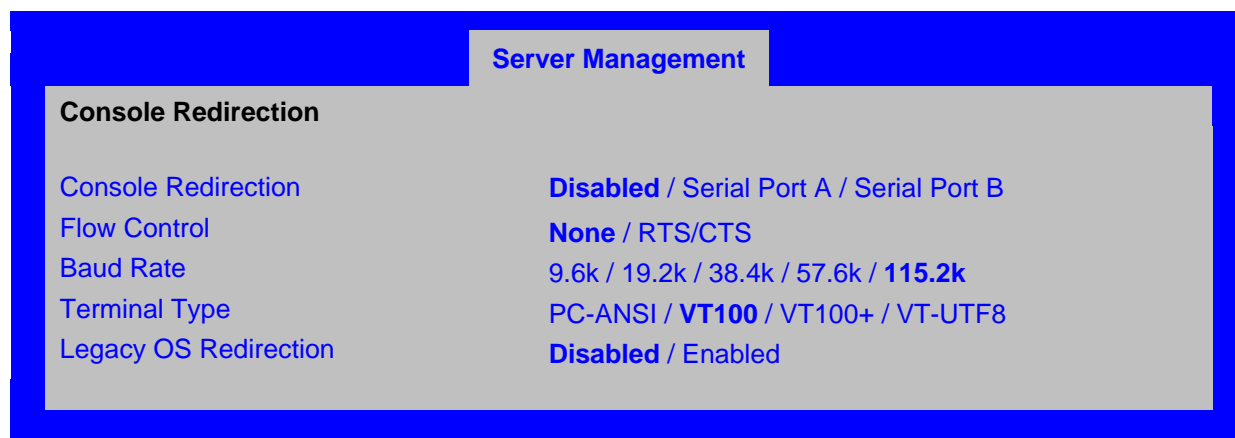 Server Management
Console Redirection
Console Redirection Disabled / Serial Port A / Serial Port B
Flow Control None / RTS/CTS
Baud Rate 9.6k / 19.2k / 38.4k / 57.6k / 115.2k
Terminal Type PC-ANSI / VT100 / VT100+ / VT-UTF8
Legacy OS Redirection Disabled / Enabled